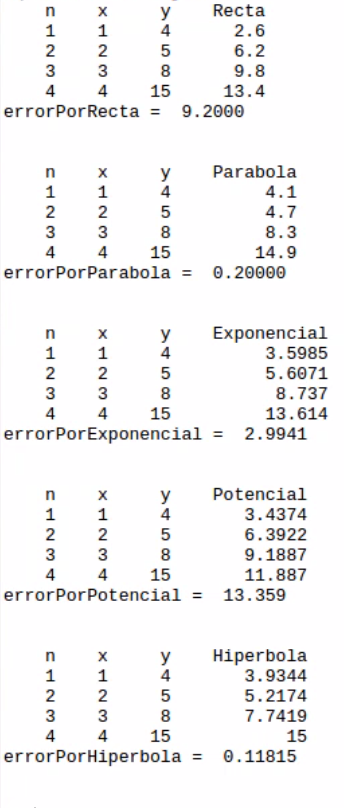 n x y Recta
1 1 4 2.6
2 2 5 6.2
3 3 8 9.8
4 4 15 13.4
errorPorRecta = 9.2000
n x y Parabola
1 1 4 4.1
2 2 5 4.7
3 3 8 8.3
4 4 15 14.9
errorPorParabola = 0.20000
n x y Exponencial
1 1 4 3.5985
2 2 5 5.6071
3 3 8 8.737
4 4 15 13.614
errorPorExponencial = 2.9941
n x y Potencial
1 1 4 3.4374
2 2 5 6.3922
3 3 8 9.1887
4 4 15 11.887
errorPorPotencial = 13.359
n x y Hiperbola
1 1 4 3.9344
2 2 5 5.2174
3 3 8 7.7419
4 4 15 15
errorPorHiperbola = 0.11815